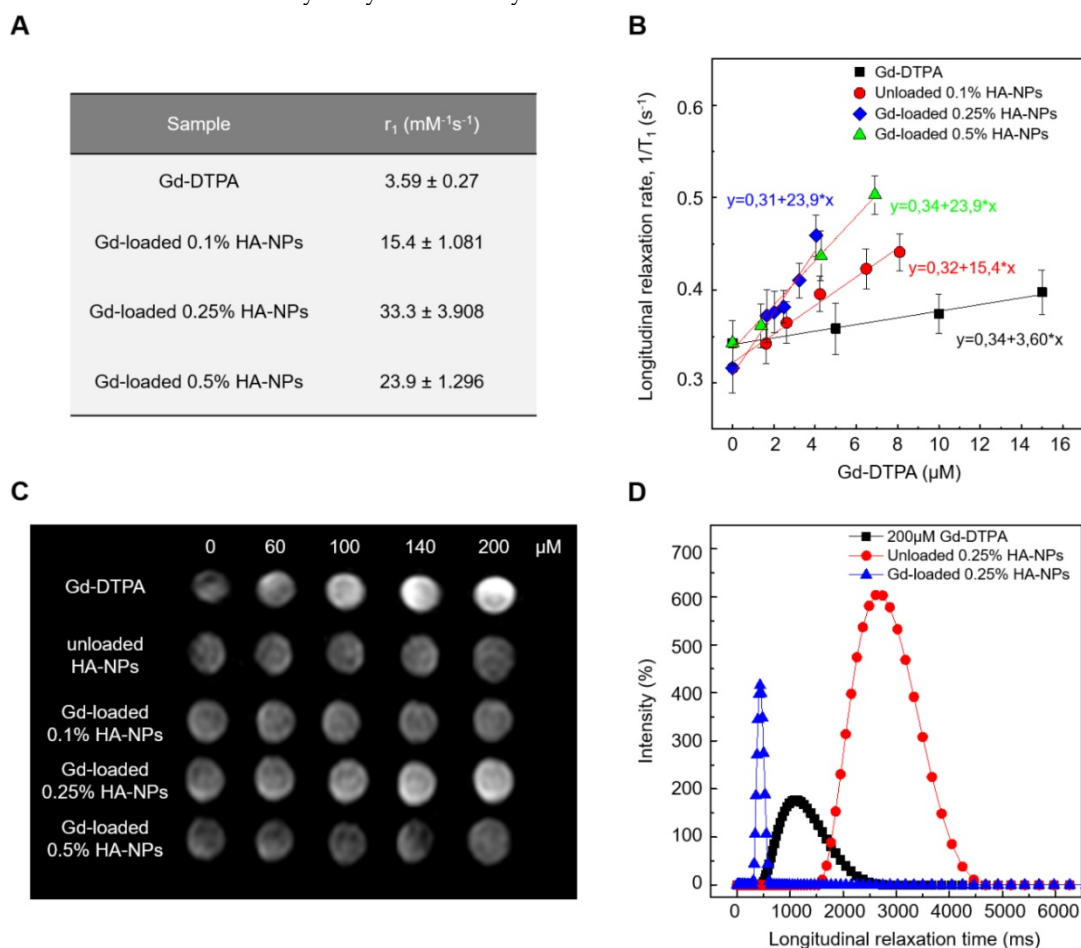 A
Sample r₁ (mM⁻¹s⁻¹)
Gd-DTPA 3.59 ± 0.27
Gd-loaded 0.1% HA-NPs 15.4 ± 1.081
Gd-loaded 0.25% HA-NPs 33.3 ± 3.908
Gd-loaded 0.5% HA-NPs 23.9 ± 1.296
B
Gd-DTPA
Unloaded 0.1% HA-NPs
Gd-loaded 0.25% HA-NPs
Gd-loaded 0.5% HA-NPs
Longitudinal relaxation rate, 1/T₁ (s⁻¹)
0.6
0.5
0.4
0.3
y=0,31+23,9*x
y=0,34+23,9*x
y=0,32+15,4*x
y=0,34+3,60*x
0 2 4 6 8 10 12 14 16
Gd-DTPA (µM)
C
0 60 100 140 200 µM
Gd-DTPA
unloaded
HA-NPs
Gd-loaded
0.1% HA-NPs
Gd-loaded
0.25% HA-NPs
Gd-loaded
0.5% HA-NPs
D
200µM Gd-DTPA
Unloaded 0.25% HA-NPs
Gd-loaded 0.25% HA-NPs
Intensity (%)
700
600
500
400
300
200
100
0
0 1000 2000 3000 4000 5000 6000
Longitudinal relaxation time (ms)